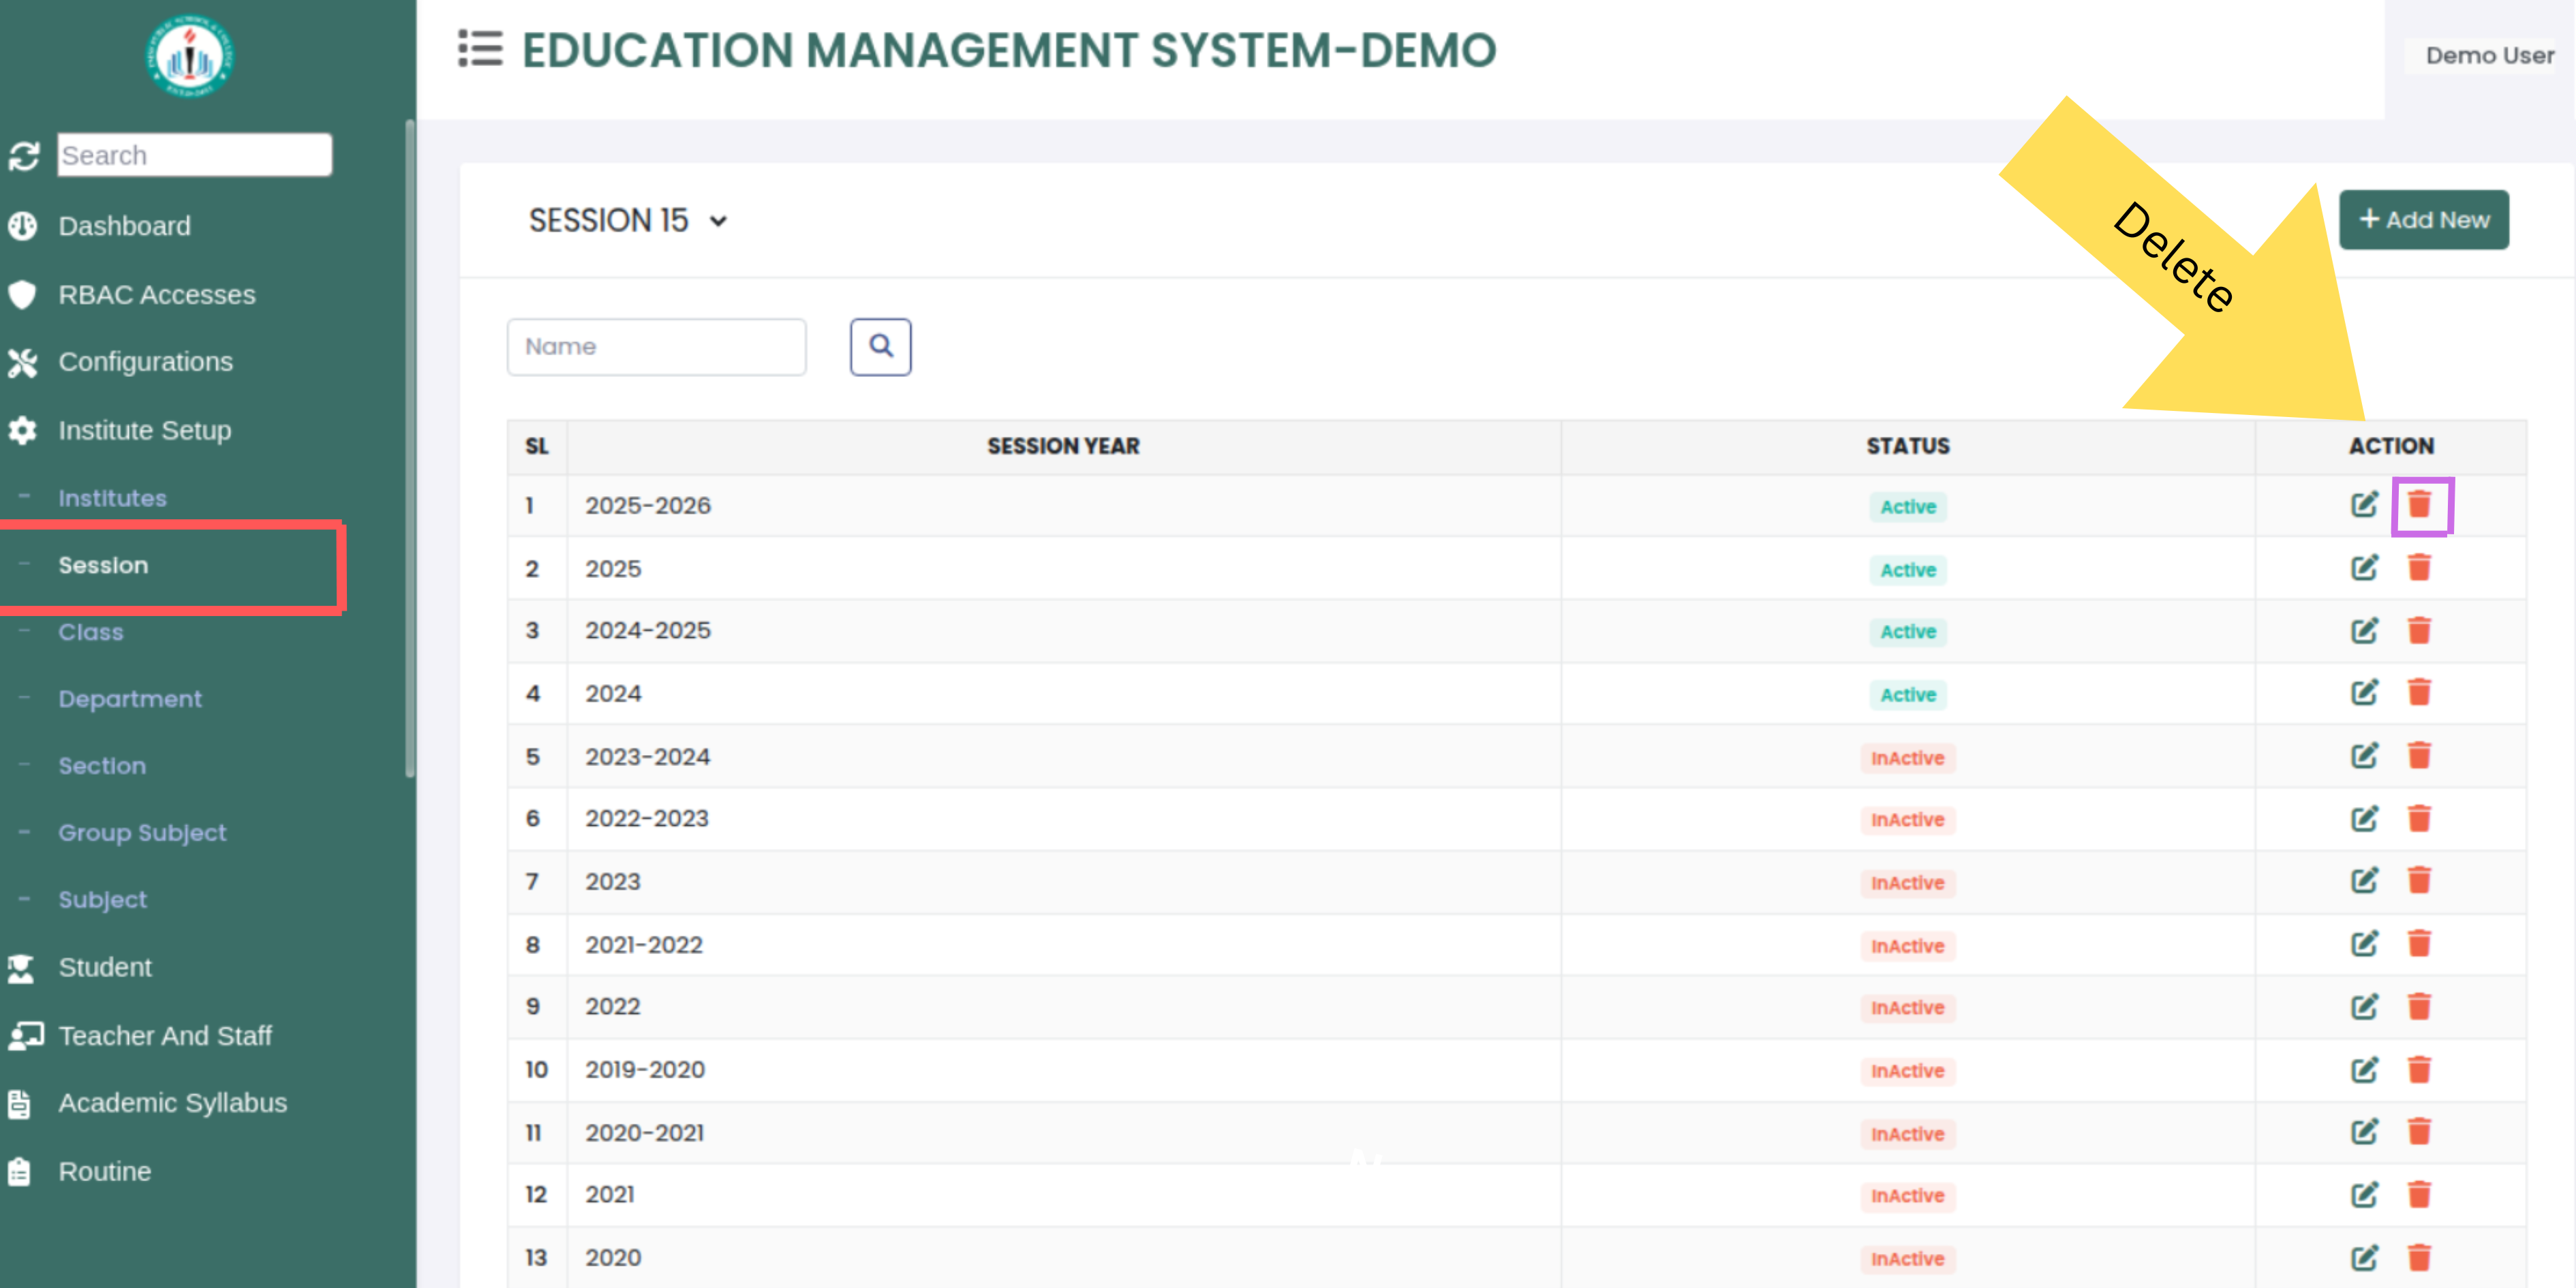 EDUCATION MANAGEMENT SYSTEM-DEMO
Demo User
Search
Dashboard
RBAC Accesses
Configurations
Institute Setup
Institutes
Session
Class
Department
Section
Group Subject
Subject
Student
Teacher And Staff
Academic Syllabus
Routine
SESSION 15
+ Add New
Delete
Name
SL SESSION YEAR STATUS ACTION
1 2025-2026 Active
2 2025 Active
3 2024-2025 Active
4 2024 Active
5 2023-2024 InActive
6 2022-2023 InActive
7 2023 InActive
8 2021-2022 InActive
9 2022 InActive
10 2019-2020 InActive
11 2020-2021 InActive
12 2021 InActive
13 2020 InActive